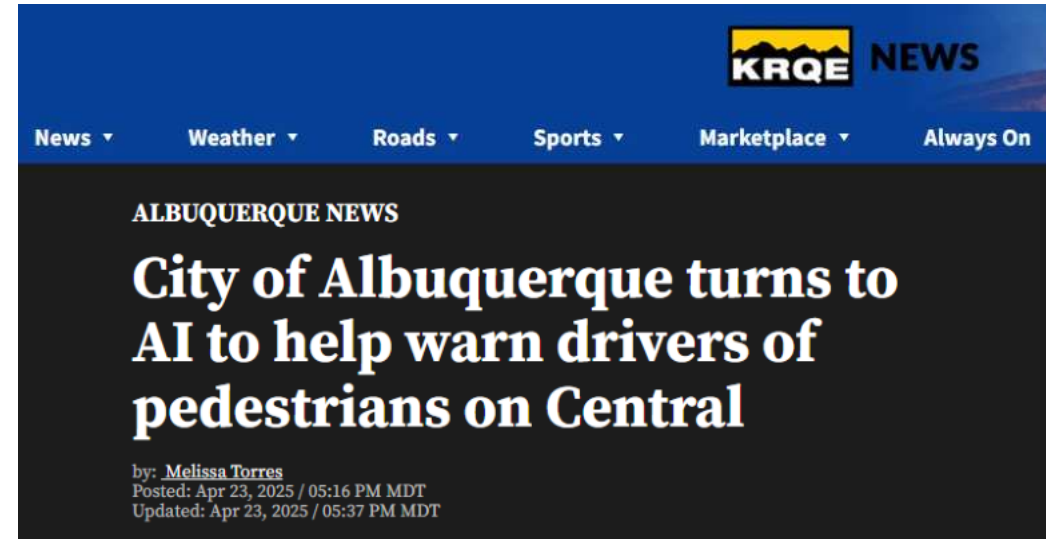 KRQE NEWS
News Weather Roads Sports Marketplace Always On
ALBUQUERQUE NEWS
City of Albuquerque turns to
AI to help warn drivers of
pedestrians on Central
by: Melissa Torres
Posted: Apr 23, 2025 / 05:16 PM MDT
Updated: Apr 23, 2025 / 05:37 PM MDT